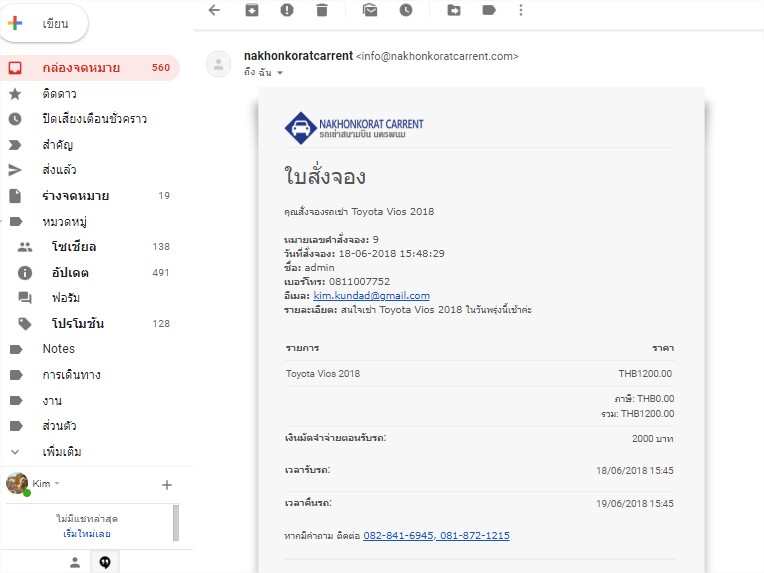 เขียน
กล่องจดหมาย 560
ติดดาว
ปิดเสียงเตือนชั่วคราว
สำคัญ
ส่งแล้ว
ร่างจดหมาย 19
หมวดหมู่
โซเชียล 138
อัปเดต 491
ฟอรัม
โปรโมชัน 128
Notes
การเดินทาง
งาน
ส่วนตัว
เพิ่มเติม
Kim
ไม่มีแชทล่าสุด
เริ่มใหม่เลย
nakhonkoratcarrent <info@nakhonkoratcarrent.com>
ถึง ฉัน
NAKHONKORAT CARRENT
รถเช่าสนามบิน นครพนม
ใบสั่งจอง
คุณสั่งจองรถเช่า Toyota Vios 2018
หมายเลขคำสั่งจอง: 9
วันที่สั่งจอง: 18-06-2018 15:48:29
ชื่อ: admin
เบอร์โทร: 0811007752
อีเมล: kim.kundad@gmail.com
รายละเอียด: สนใจเช่า Toyota Vios 2018 ในวันพรุ่งนี้เช้าค่ะ
รายการ ราคา
Toyota Vios 2018 THB1200.00
ภาษี: THB0.00
รวม: THB1200.00
เงินมัดจำจ่ายตอนรับรถ: 2000 บาท
เวลารับรถ: 18/06/2018 15:45
เวลาคืนรถ: 19/06/2018 15:45
หากมีคำถาม ติดต่อ 082-841-6945, 081-872-1215